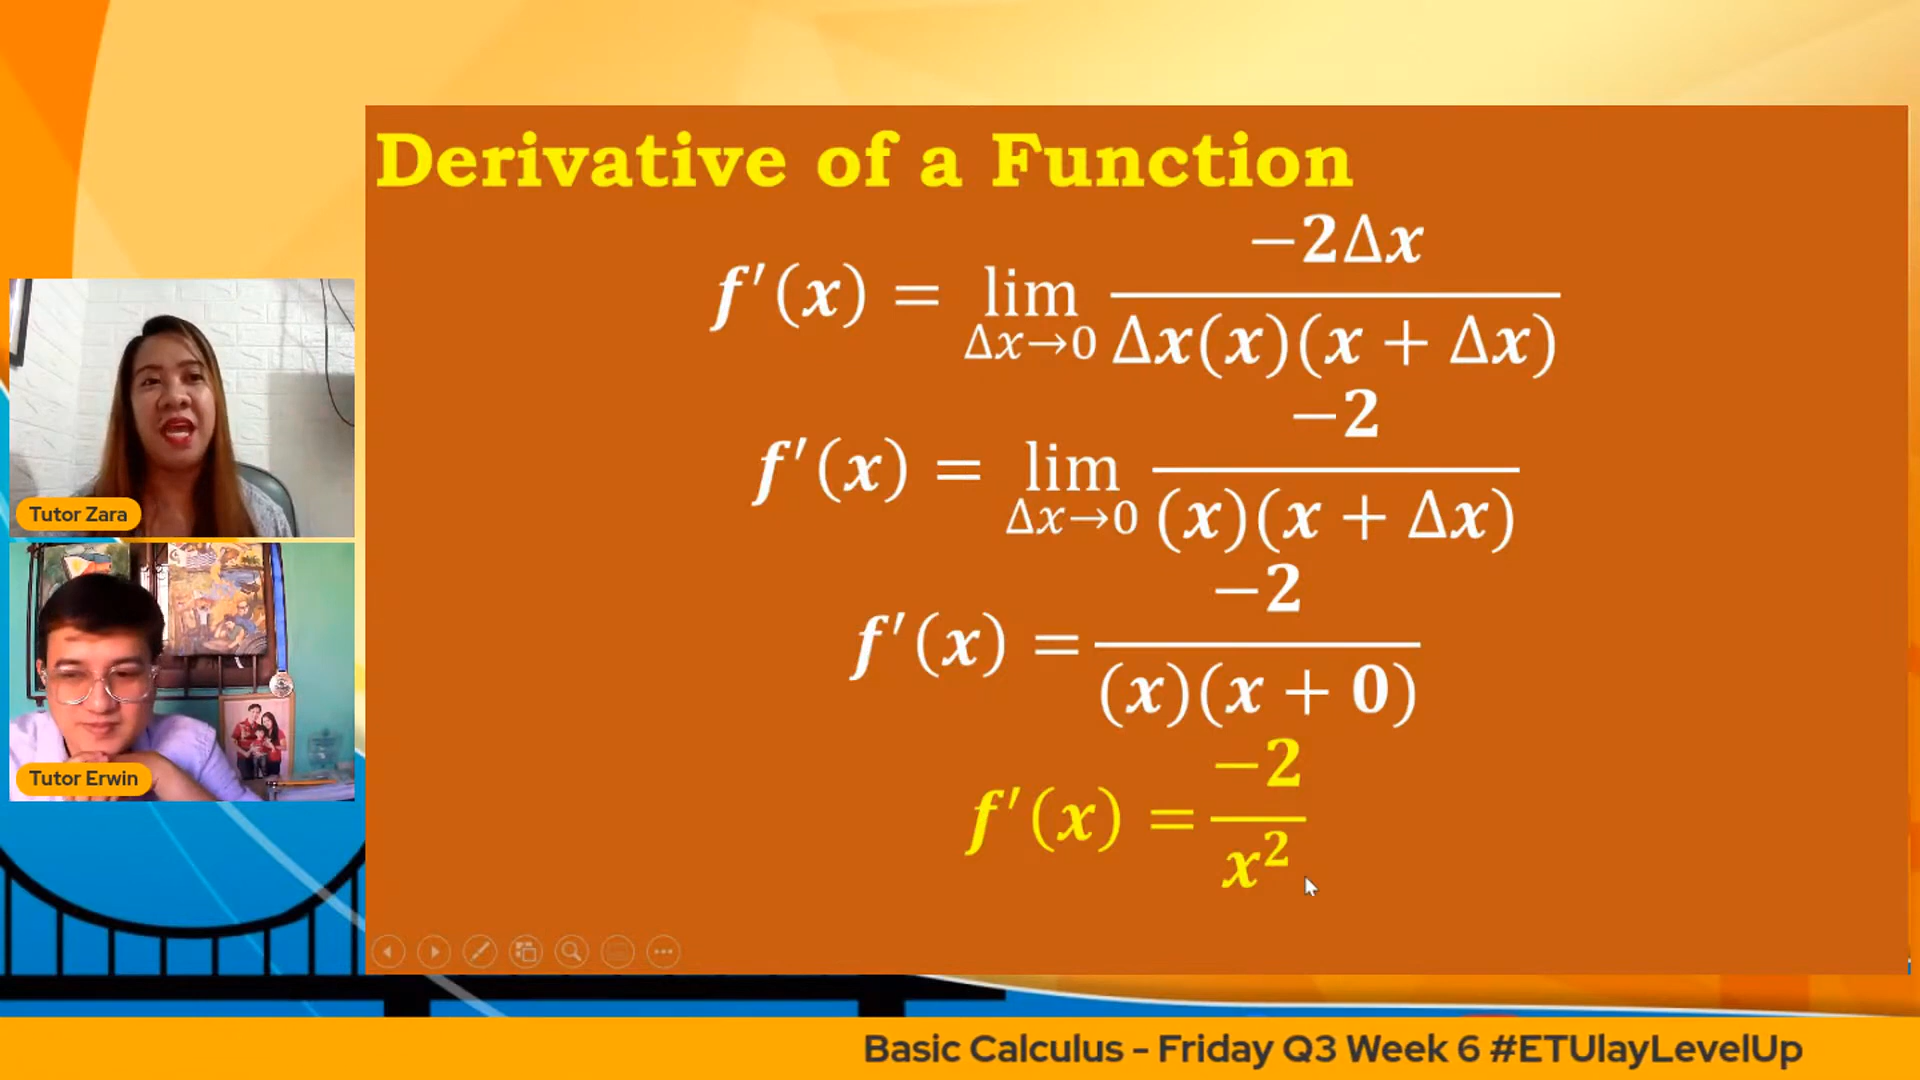 Derivative of a Function
f′(x) = lim Δx→0 −2Δx / Δx(x)(x + Δx)
f′(x) = lim Δx→0 −2 / (x)(x + Δx)
f′(x) = −2 / (x)(x + 0)
f′(x) = −2 / x²
Tutor Zara
Tutor Erwin
Basic Calculus - Friday Q3 Week 6 #ETUlayLevelUp